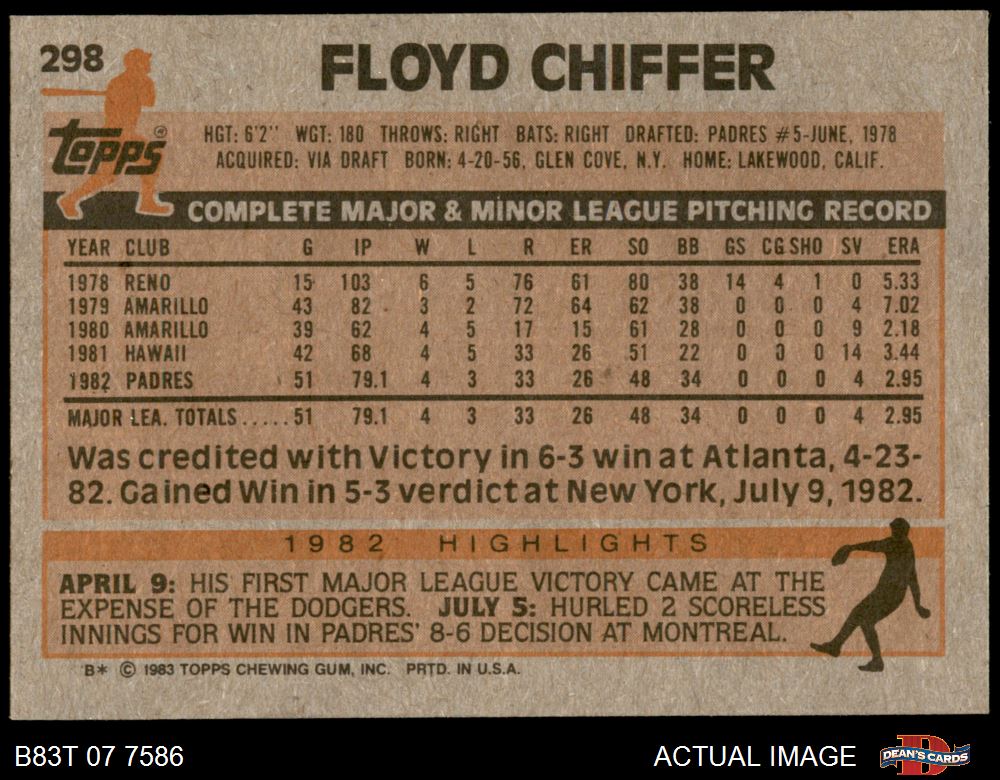 298
FLOYD CHIFFER
topps®
HGT: 6'2" WGT: 180 THROWS: RIGHT BATS: RIGHT DRAFTED: PADRES #5-JUNE, 1978
ACQUIRED: VIA DRAFT BORN: 4-20-56, GLEN COVE, N.Y. HOME: LAKEWOOD, CALIF.
COMPLETE MAJOR & MINOR LEAGUE PITCHING RECORD
YEAR CLUB G IP W L R ER SO BB GS CG SHO SV ERA
1978 RENO 15 103 6 5 76 61 80 38 14 4 1 0 5.33
1979 AMARILLO 43 82 3 2 72 64 62 38 0 0 0 4 7.02
1980 AMARILLO 39 62 4 5 17 15 61 28 0 0 0 9 2.18
1981 HAWAII 42 68 4 5 33 26 51 22 0 0 0 14 3.44
1982 PADRES 51 79.1 4 3 33 26 48 34 0 0 0 4 2.95
MAJOR LEA. TOTALS.....51 79.1 4 3 33 26 48 34 0 0 0 4 2.95
Was credited with Victory in 6-3 win at Atlanta, 4-23-
82. Gained Win in 5-3 verdict at New York, July 9, 1982.
1982 HIGHLIGHTS
APRIL 9: HIS FIRST MAJOR LEAGUE VICTORY CAME AT THE
EXPENSE OF THE DODGERS. JULY 5: HURLED 2 SCORELESS
INNINGS FOR WIN IN PADRES' 8-6 DECISION AT MONTREAL.
B* © 1983 TOPPS CHEWING GUM, INC. PRTD. IN U.S.A.
B83T 07 7586
ACTUAL IMAGE
DEAN'S CARDS